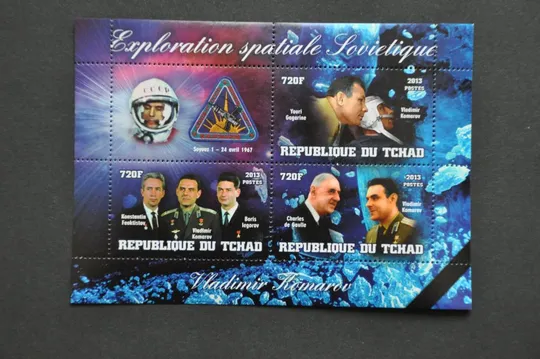 Exploration spatiale Sovietique
CCCP
720F
2013
POSTES
Youri
Gagarine
Vladimir
Komarov
REPUBLIQUE DU TCHAD
Soyouz 1 - 24 avril 1967
720F
2013
POSTES
Konstantin
Feoktistov
Vladimir
Komarov
Boris
Iegorov
REPUBLIQUE DU TCHAD
720F
2013
POSTES
Charles
de Gaulle
Vladimir
Komarov
REPUBLIQUE DU TCHAD
Vladimir Komarov